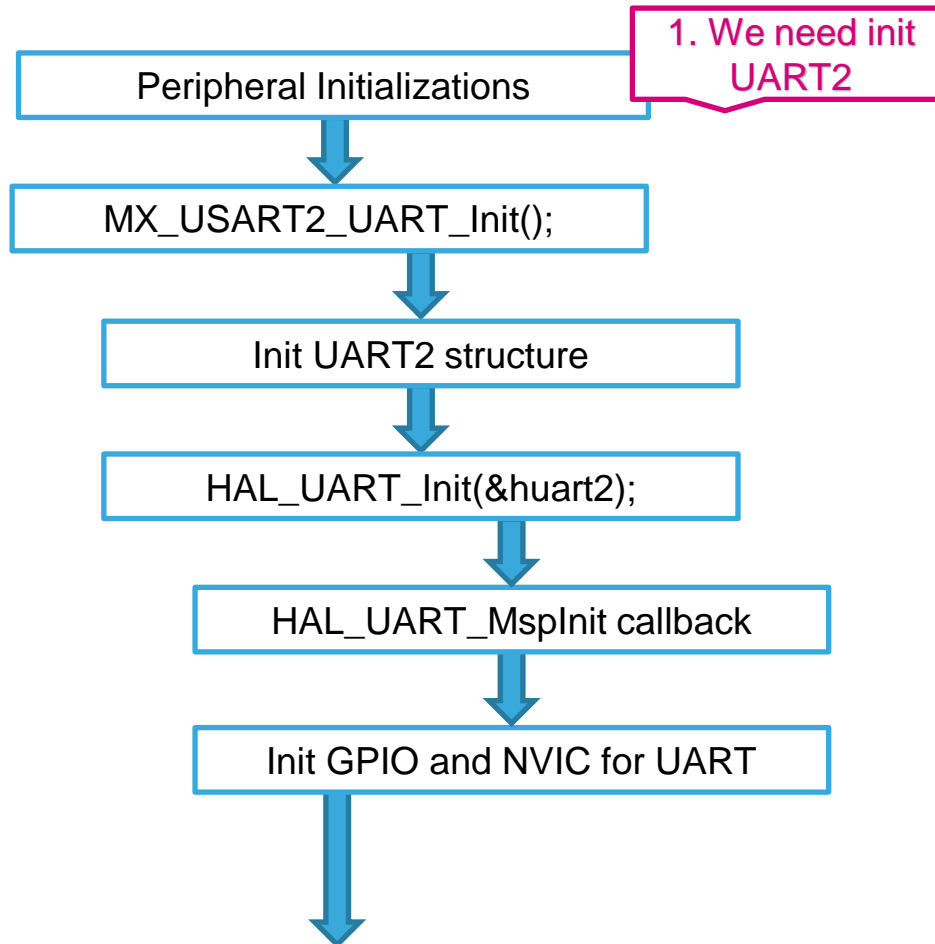 1. We need init
UART2
Peripheral Initializations
MX_USART2_UART_Init();
Init UART2 structure
HAL_UART_Init(&huart2);
HAL_UART_MspInit callback
Init GPIO and NVIC for UART